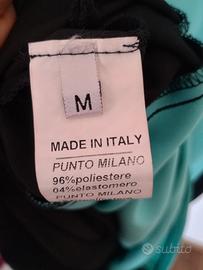 M
MADE IN ITALY
PUNTO MILANO
96%poliestere
04%elastomero
PUNTO MILANO
subito